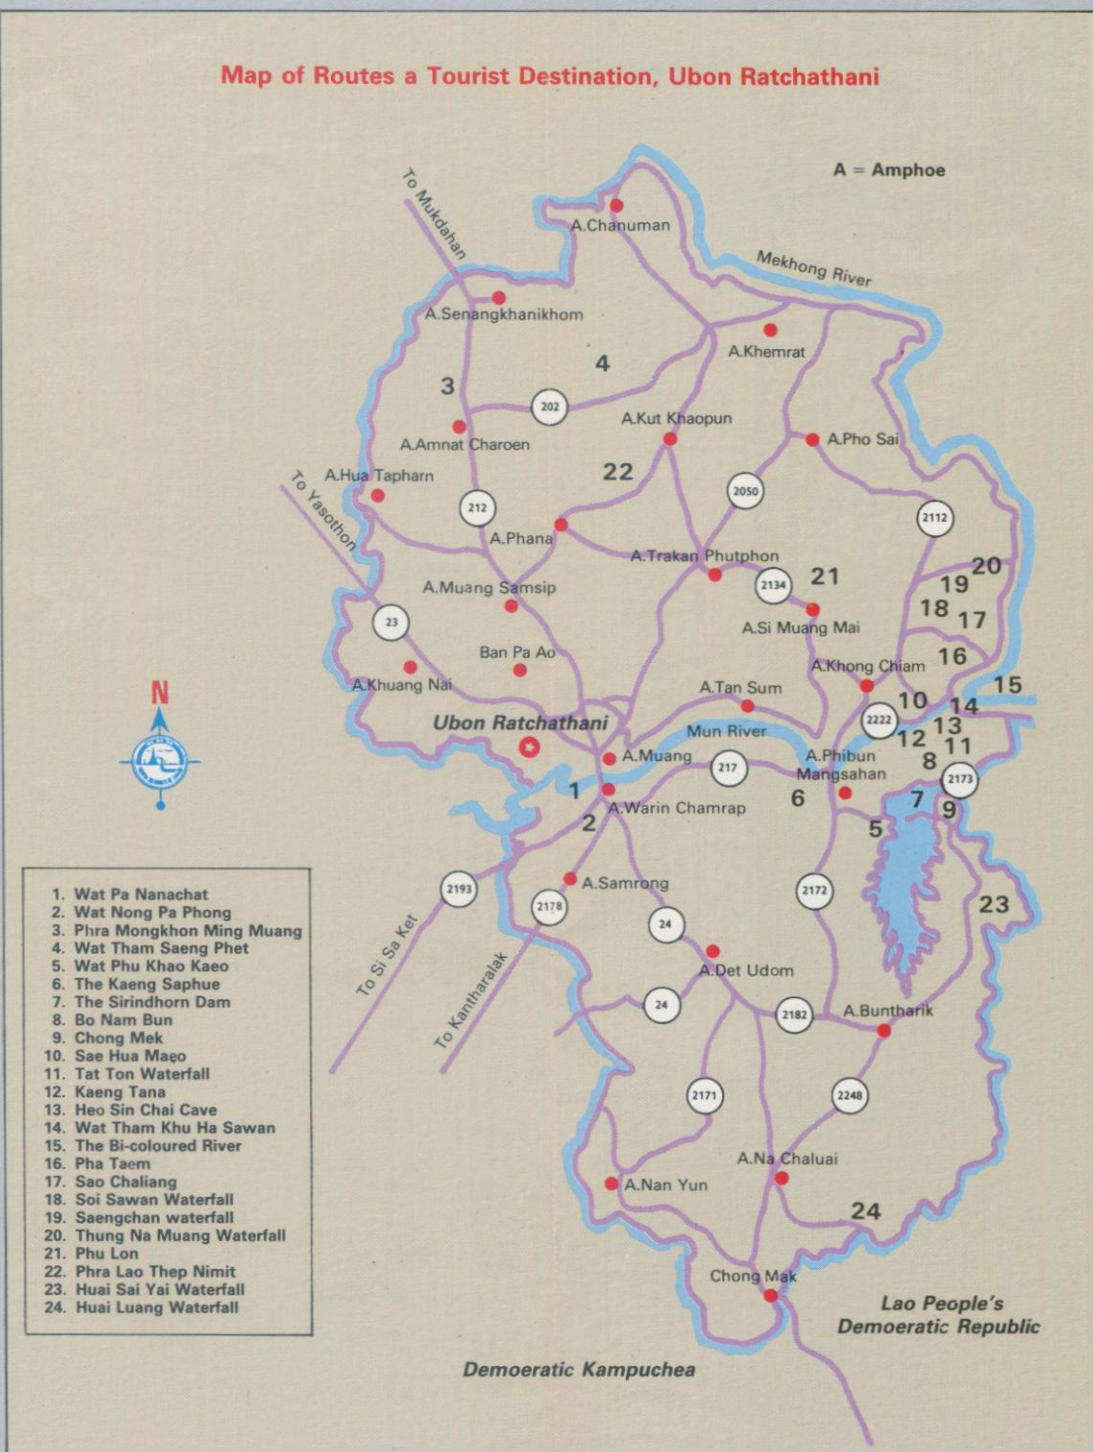 Map of Routes a Tourist Destination, Ubon Ratchathani
A = Amphoe
To Mukdahan
A.Chanuman
Mekhong River
A.Senangkhanikhom
A.Khemrat
4
3
202
A.Kut Khaopun
A.Amnat Charoen
A.Pho Sai
A.Hua Tapharn
22
To Yasothon
2050
212
2112
A.Phana
A.Trakan Phutphon
20
21
2134
19
A.Muang Samsip
18
17
23
A.Si Muang Mai
Ban Pa Ao
16
A.Khong Chiam
A.Khuang Nai
15
A.Tan Sum
10
14
Ubon Ratchathani
2222
13
Mun River
12
11
N
A.Muang
A.Phibun
Mangsahan
8
217
2173
1
6
7
9
A.Warin Chamrap
2
5
A.Samrong
2193
2172
2178
23
24
To Si Sa Ket
A.Det Udom
To Kantharalak
24
2182
A.Buntharik
2171
2248
A.Na Chaluai
A.Nan Yun
24
Chong Mak
Lao People's
Demoeratic Republic
Demoeratic Kampuchea
1. Wat Pa Nanachat
2. Wat Nong Pa Phong
3. Phra Mongkhon Ming Muang
4. Wat Tham Saeng Phet
5. Wat Phu Khao Kaeo
6. The Kaeng Saphue
7. The Sirindhorn Dam
8. Bo Nam Bun
9. Chong Mek
10. Sae Hua Maeo
11. Tat Ton Waterfall
12. Kaeng Tana
13. Heo Sin Chai Cave
14. Wat Tham Khu Ha Sawan
15. The Bi-coloured River
16. Pha Taem
17. Sao Chaliang
18. Soi Sawan Waterfall
19. Saengchan waterfall
20. Thung Na Muang Waterfall
21. Phu Lon
22. Phra Lao Thep Nimit
23. Huai Sai Yai Waterfall
24. Huai Luang Waterfall